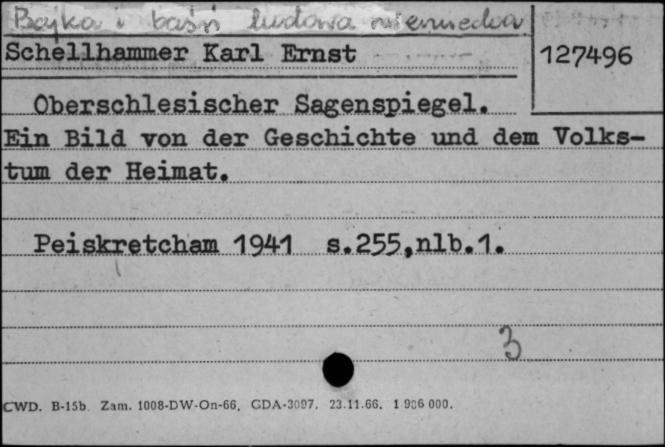 Bajka i baśń ludowa niemiecka
Schellhammer Karl Ernst
127496
Oberschlesischer Sagenspiegel.
Ein Bild von der Geschichte und dem Volks-
tum der Heimat.
Peiskretcham 1941 s.255,nlb.1.
3
CWD. B-15b. Zam. 1008-DW-On-66. GDA-3097. 23.11.66. 1 906 000.